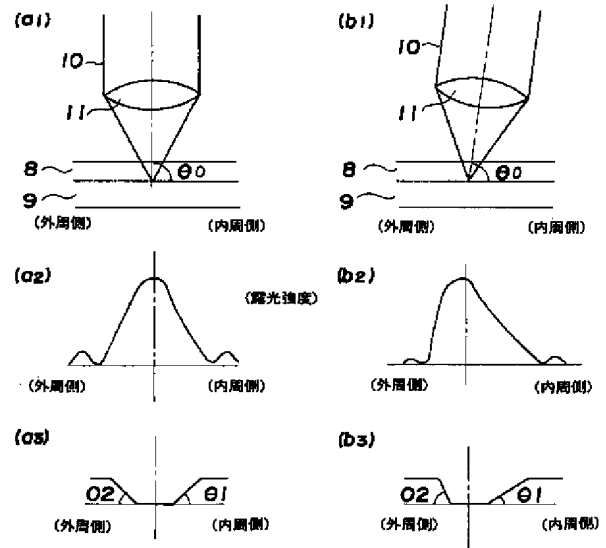 (a1)
10
11
8
θ0
9
(外周側) (内周側)
(b1)
10
11
8
θ0
9
(外周側) (内周側)
(a2)
(露光強度)
(外周側) (内周側)
(b2)
(外周側) (内周側)
(a3)
θ2 θ1
(外周側) (内周側)
(b3)
θ2 θ1
(外周側) (内周側)